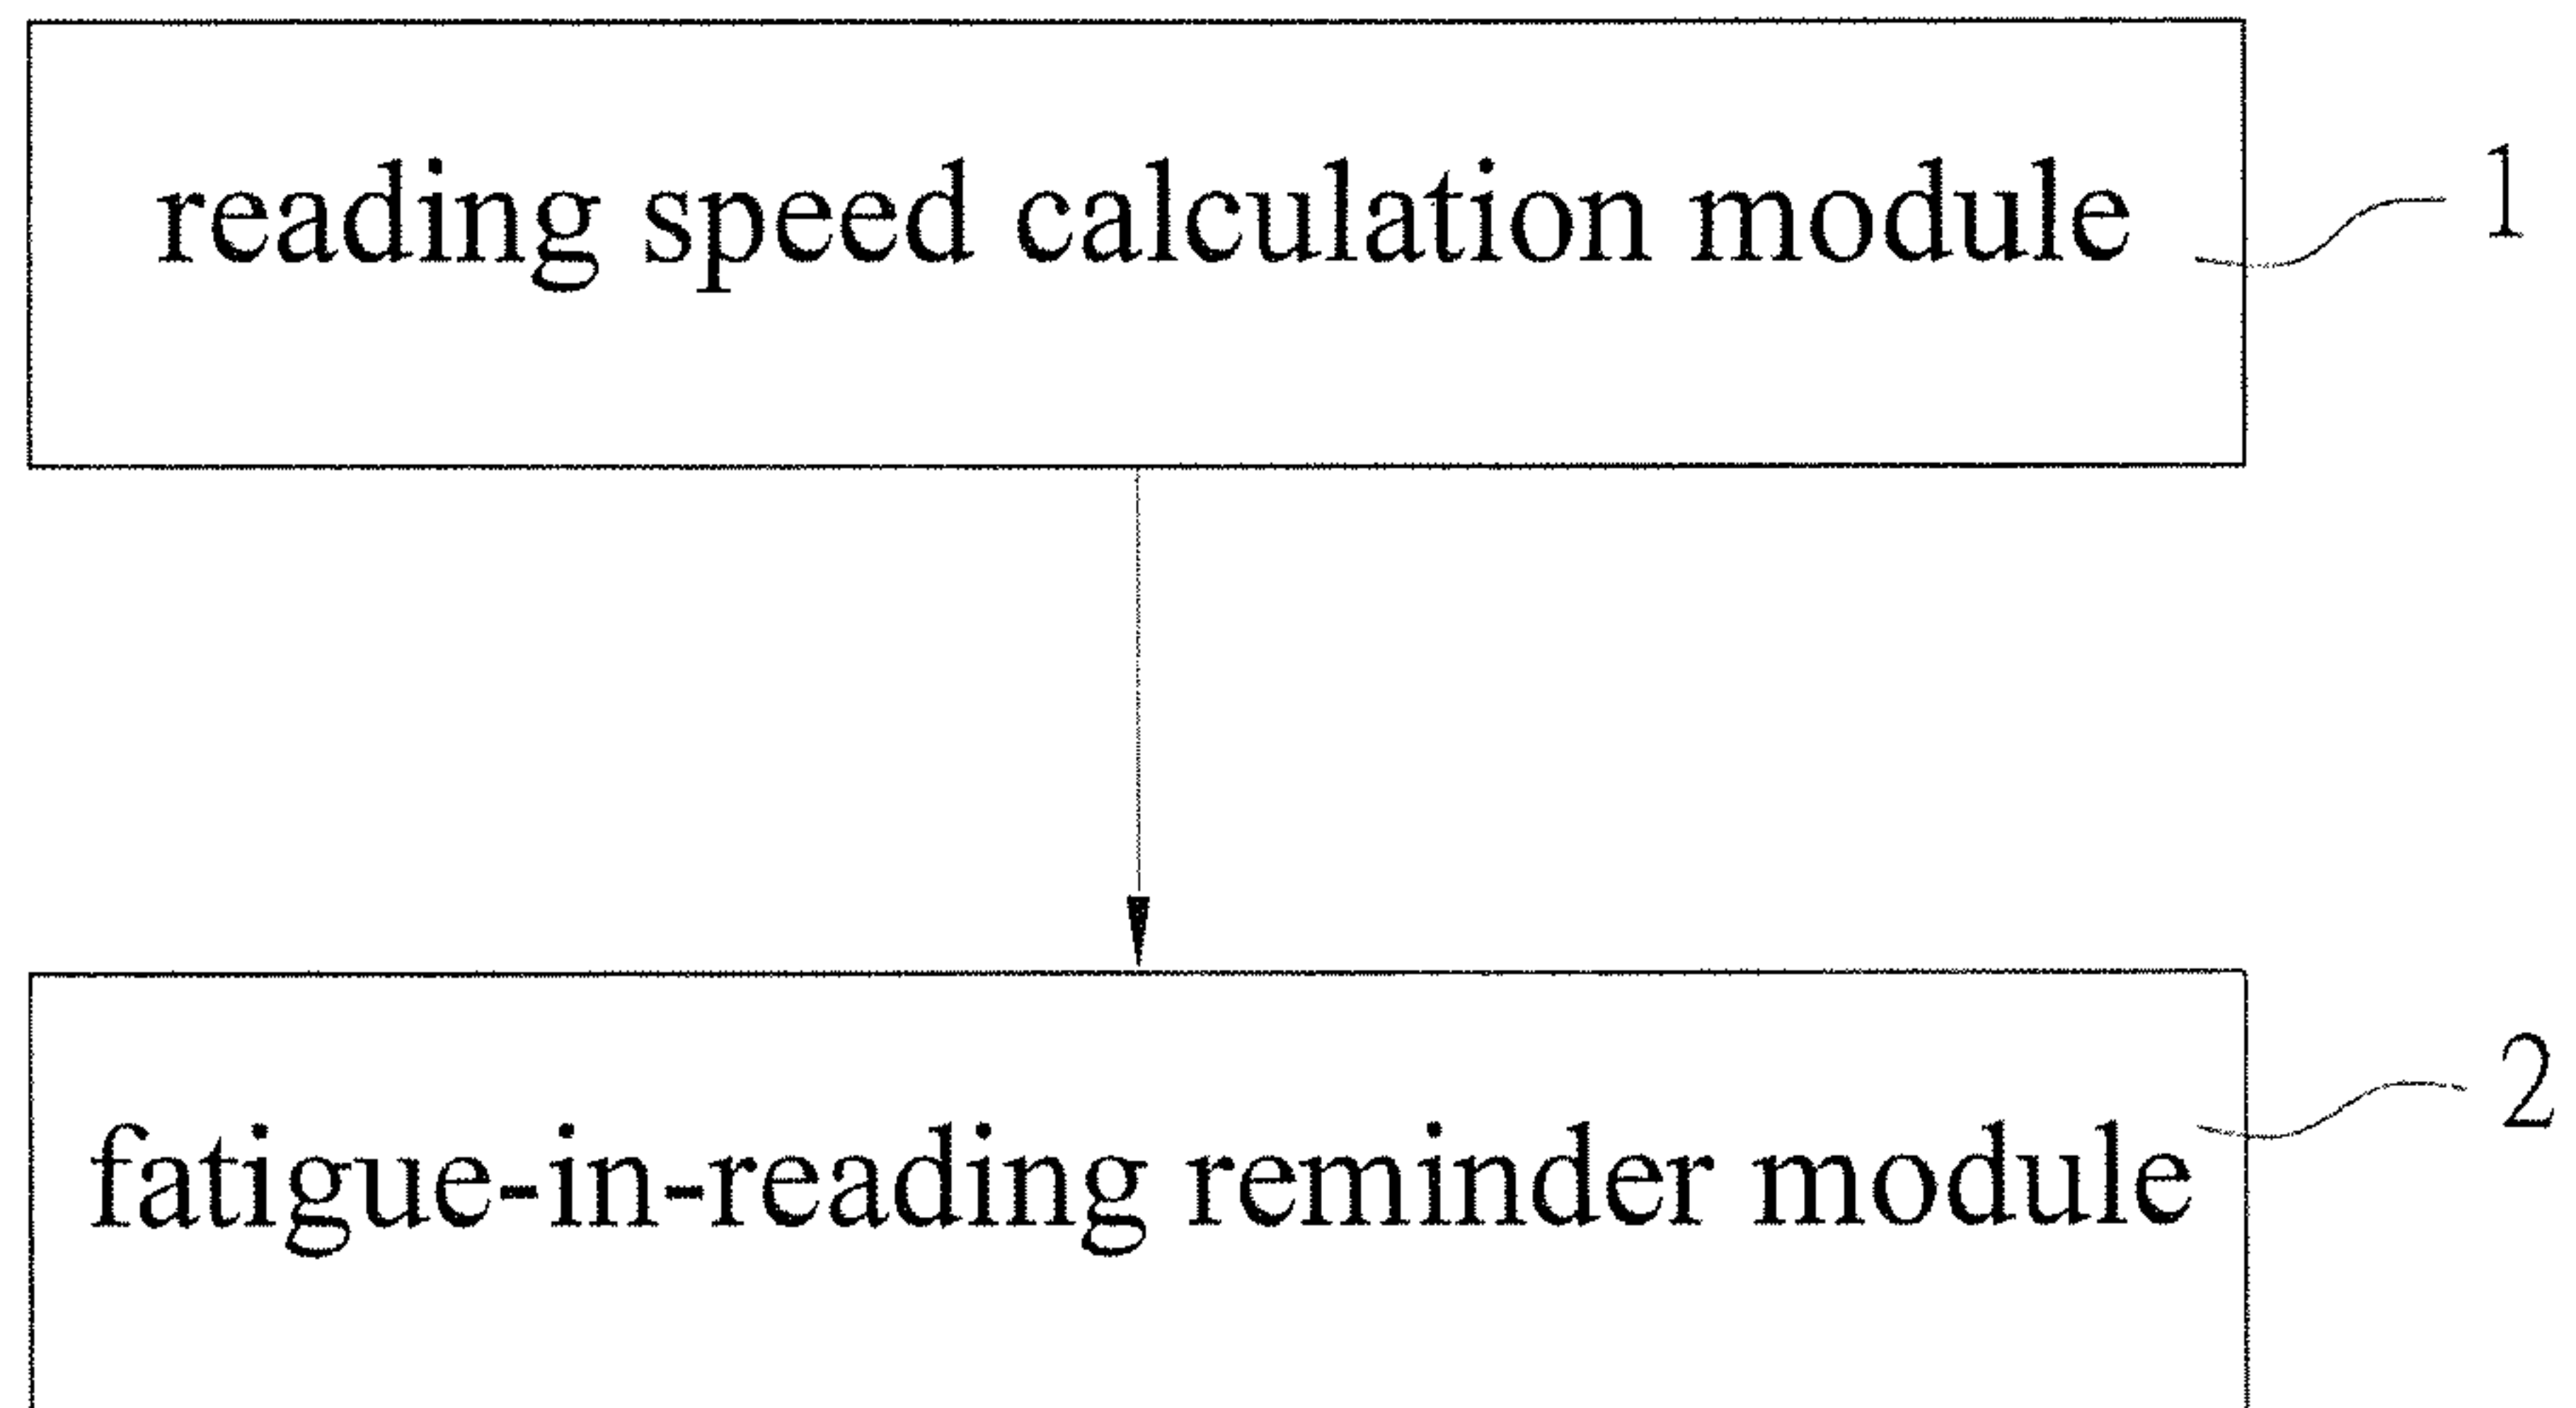 reading speed calculation module
1
fatigue-in-reading reminder module
2